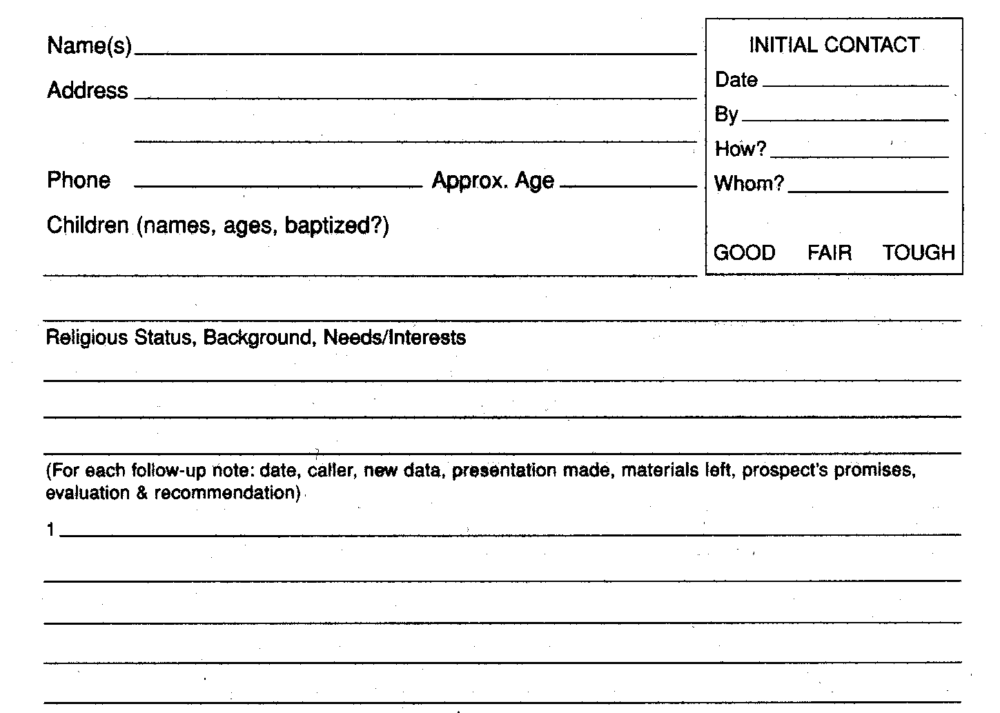 Name(s)
Address
Phone Approx. Age
Children (names, ages, baptized?)
INITIAL CONTACT
Date
By
How?
Whom?
GOOD FAIR TOUGH
Religious Status, Background, Needs/Interests
(For each follow-up note: date, caller, new data, presentation made, materials left, prospect's promises,
evaluation & recommendation)
1